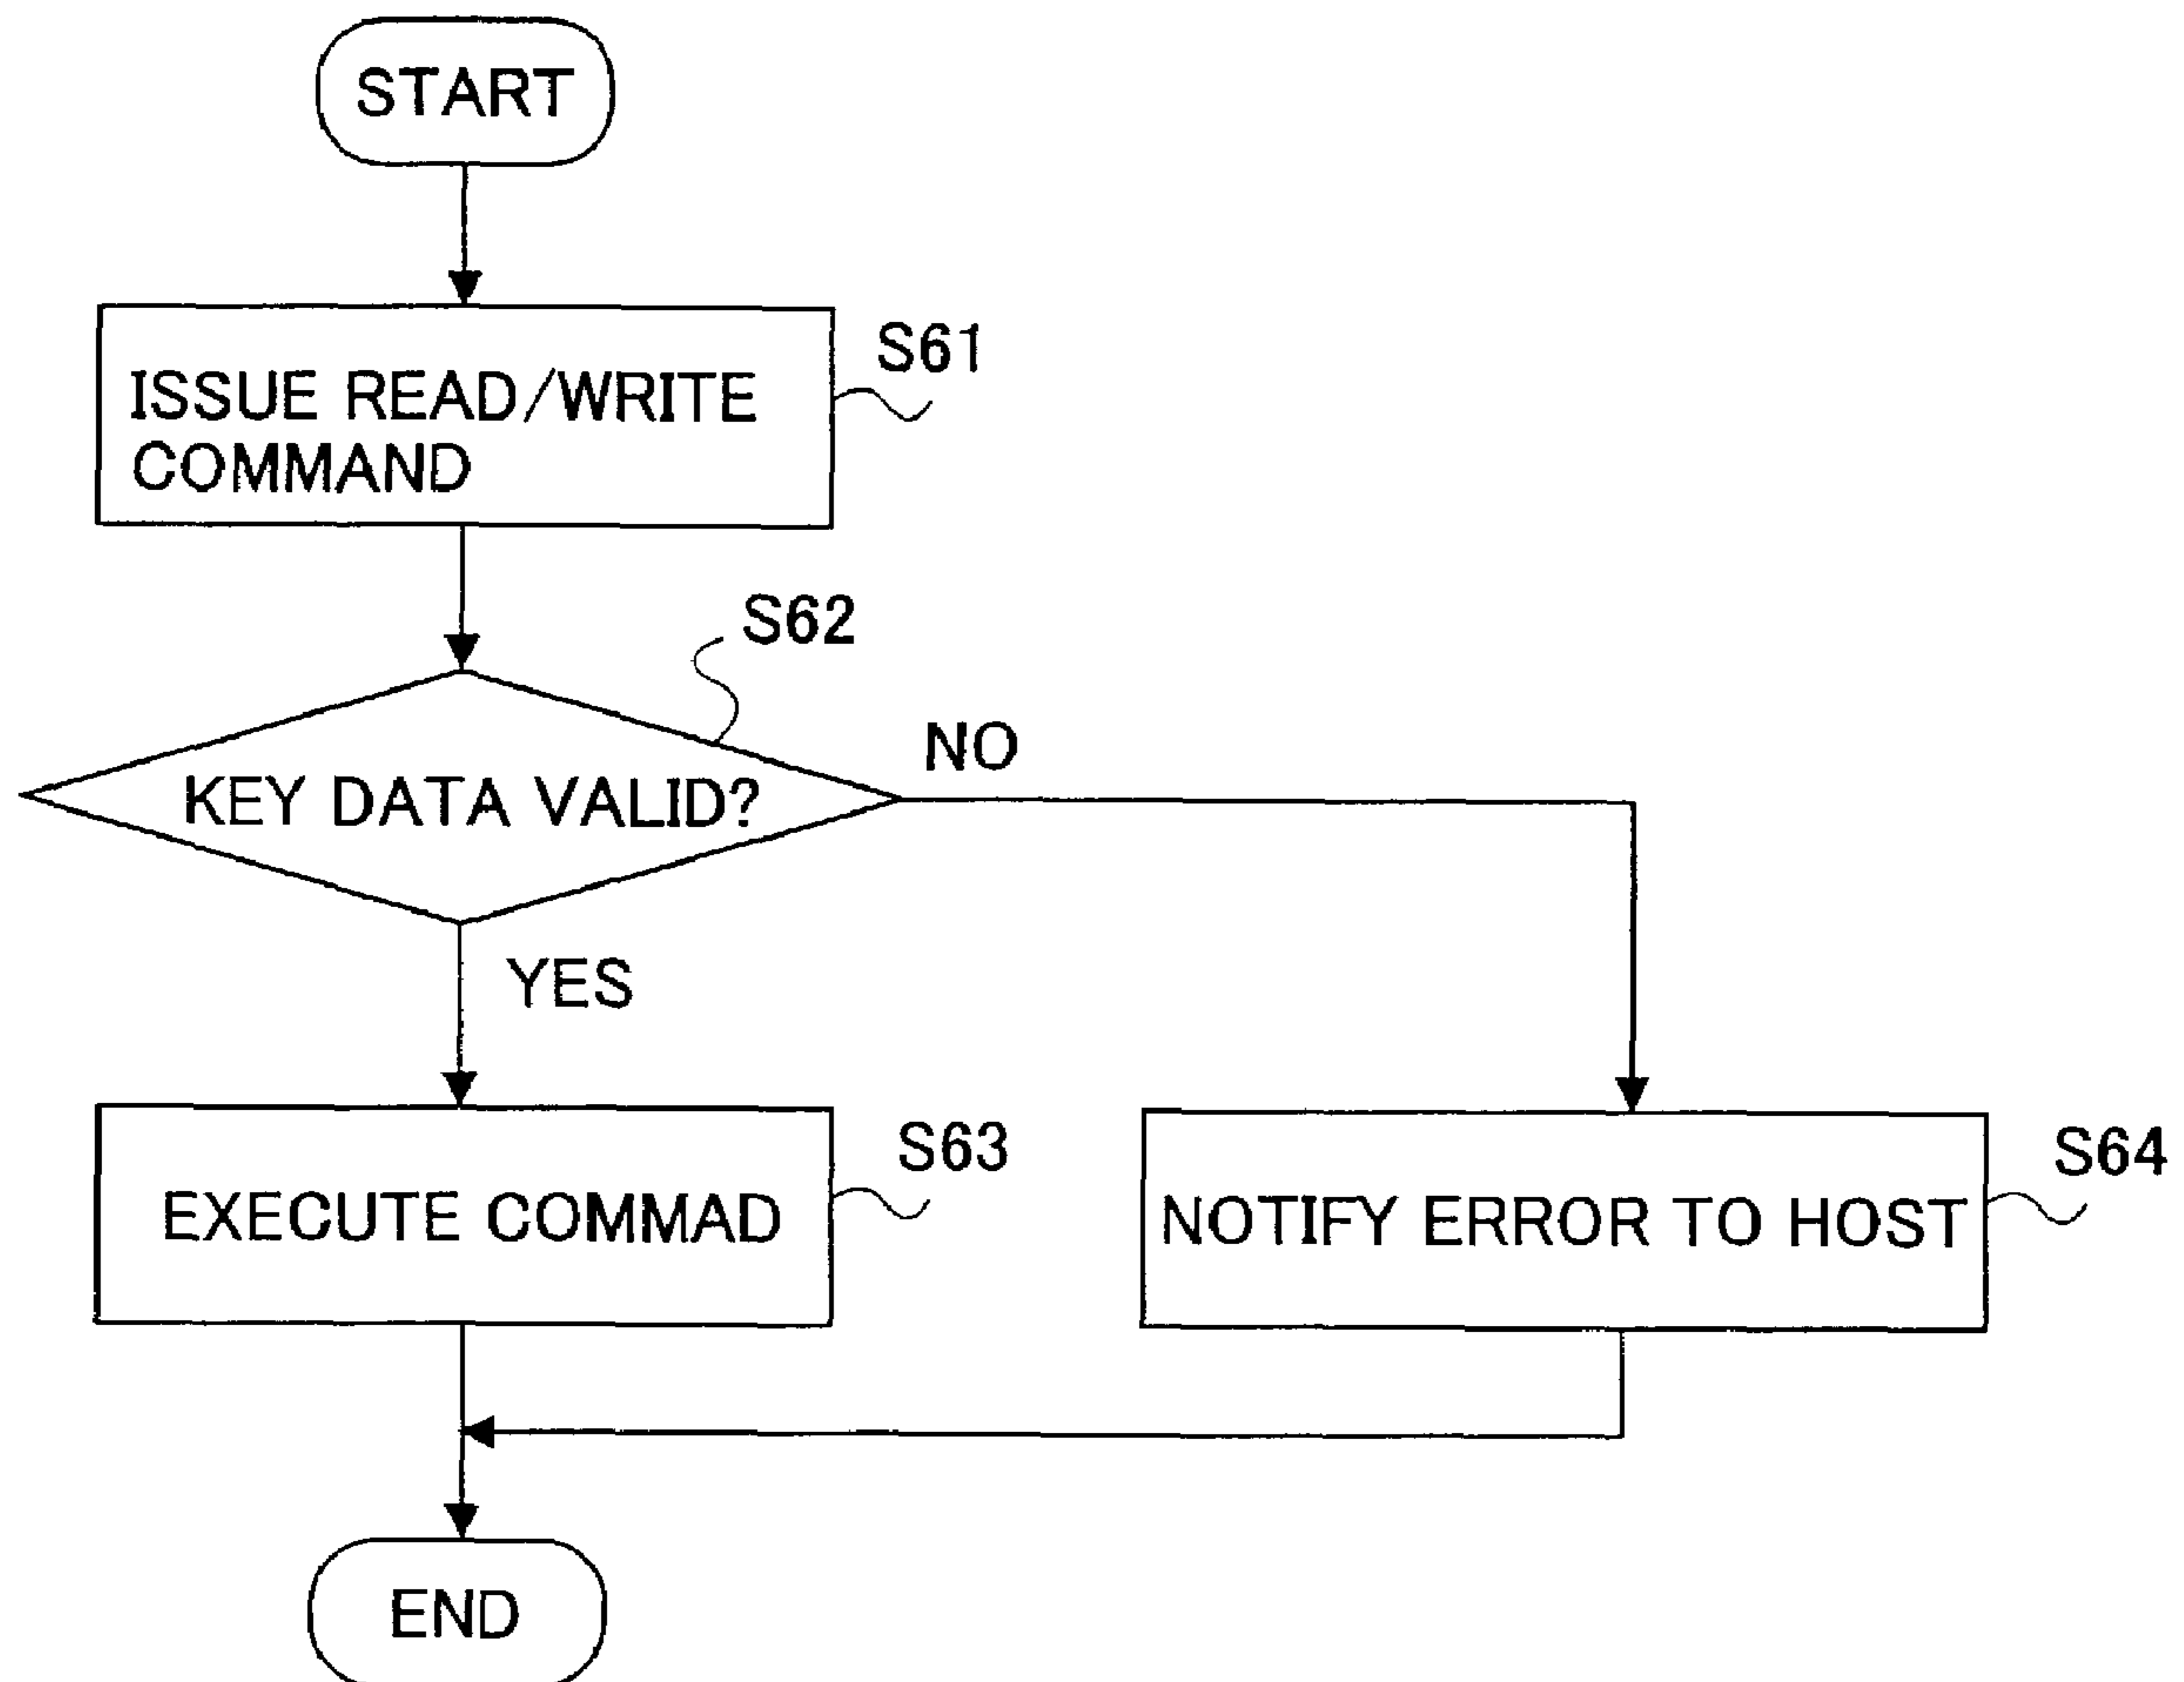 START
ISSUE READ/WRITE
COMMAND
S61
S62
KEY DATA VALID?
NO
YES
EXECUTE COMMAD
S63
NOTIFY ERROR TO HOST
S64
END